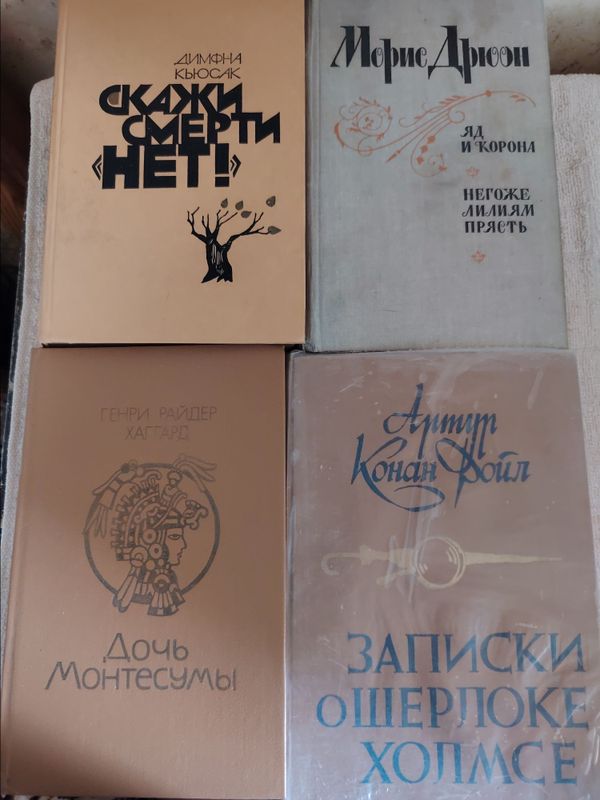 ДИМФНА
КЬЮСАК
СКАЖИ
СМЕРТИ
«НЕТ!»
Морис Дрюон
ЯД
И КОРОНА
НЕГОЖЕ
ЛИЛИЯМ
ПРЯСТЬ
ГЕНРИ РАЙДЕР
ХАГГАРД
ДОЧЬ
МОНТЕСУМЫ
Артур
Конан Дойл
ЗАПИСКИ
О ШЕРЛОКЕ
ХОЛМСЕ